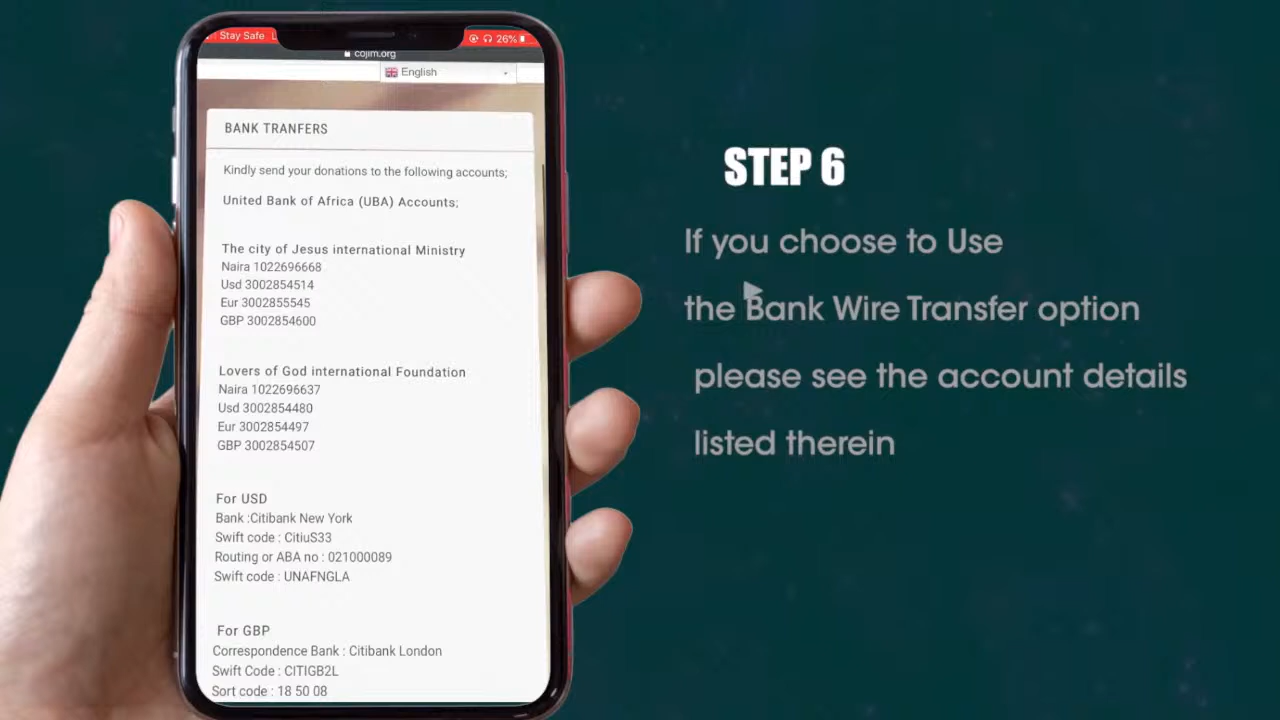 Stay Safe
26%
cojim.org
English
BANK TRANFERS
Kindly send your donations to the following accounts;
United Bank of Africa (UBA) Accounts;
The city of Jesus international Ministry
Naira 1022696668
Usd 3002854514
Eur 3002855545
GBP 3002854600
Lovers of God international Foundation
Naira 1022696637
Usd 3002854480
Eur 3002854497
GBP 3002854507
For USD
Bank :Citibank New York
Swift code : CitiuS33
Routing or ABA no : 021000089
Swift code : UNAFNGLA
For GBP
Correspondence Bank : Citibank London
Swift Code : CITIGB2L
Sort code : 18 50 08
STEP 6
If you choose to Use
the Bank Wire Transfer option
please see the account details
listed therein